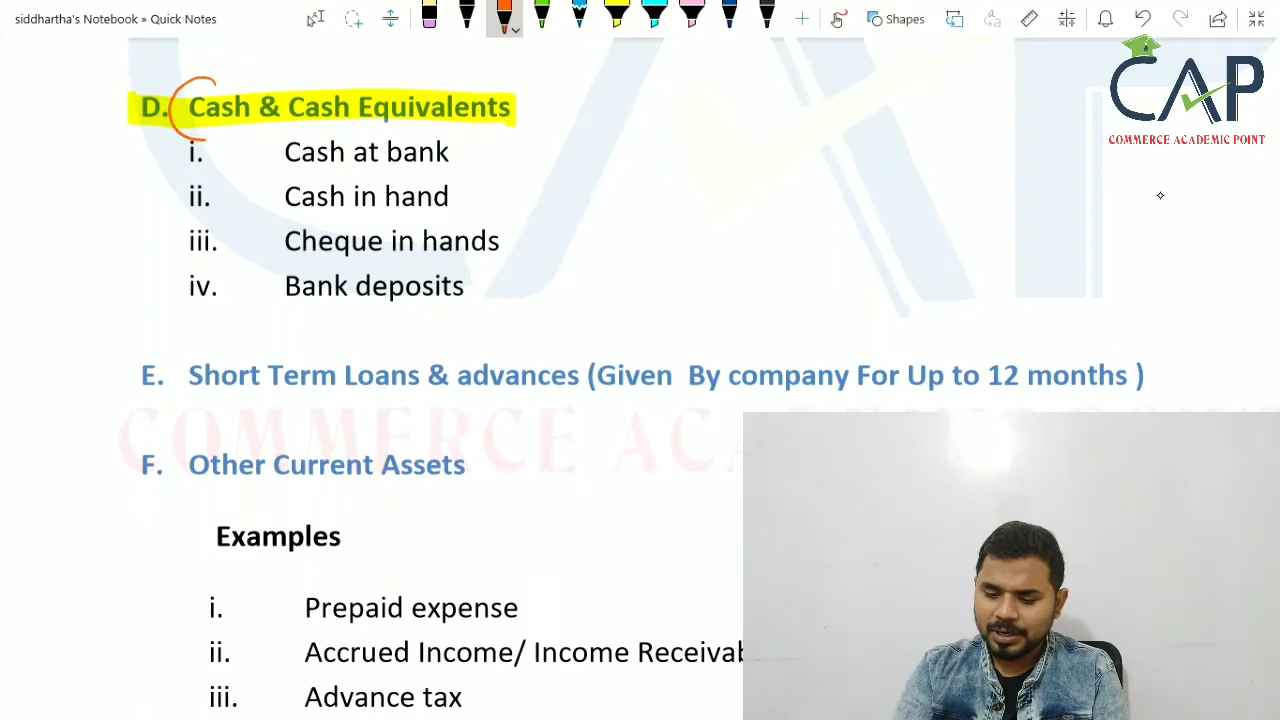 siddhartha's Notebook » Quick Notes
Shapes
CAP
COMMERCE ACADEMIC POINT
D. Cash & Cash Equivalents
i. Cash at bank
ii. Cash in hand
iii. Cheque in hands
iv. Bank deposits
E. Short Term Loans & advances (Given By company For Up to 12 months )
F. Other Current Assets
Examples
i. Prepaid expense
ii. Accrued Income/ Income
iii. Advance tax